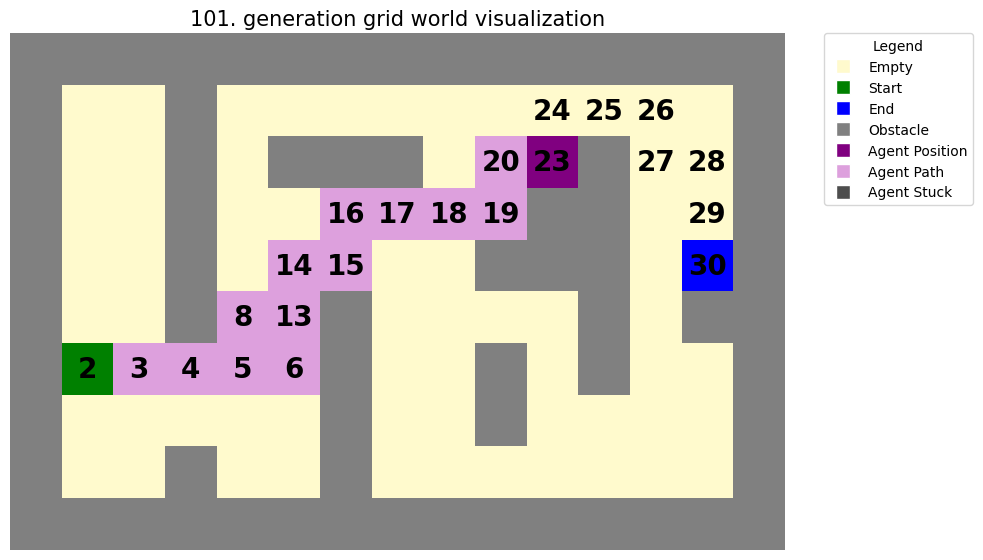 101. generation grid world visualization
Legend
Empty
Start
End
Obstacle
Agent Position
Agent Path
Agent Stuck
24 25 26
20 23 27 28
16 17 18 19 29
14 15 30
8 13
2 3 4 5 6